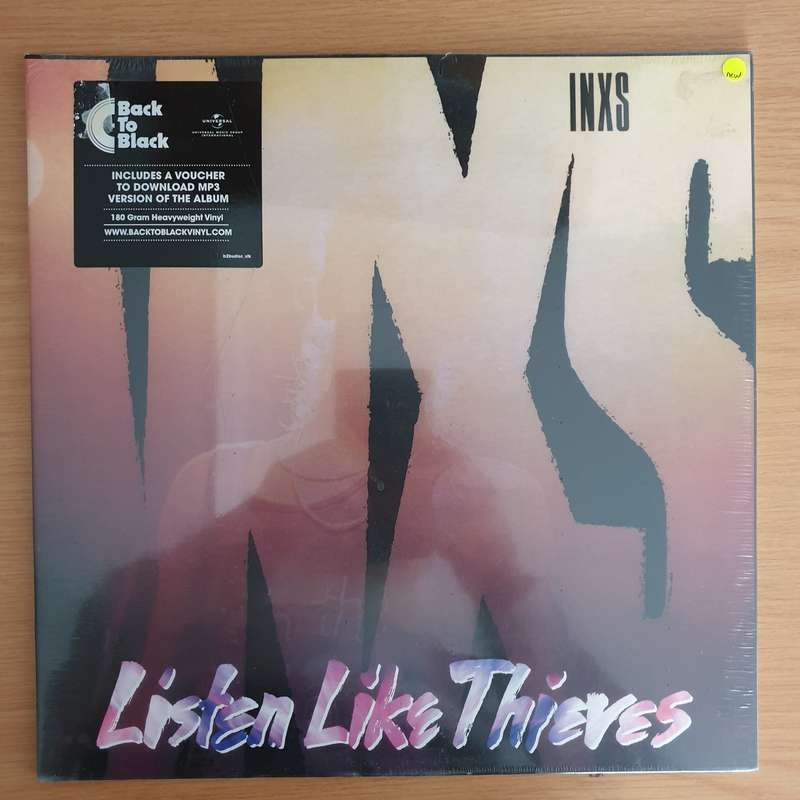 INXS
new
Back
To
Black
UNIVERSAL
UNIVERSAL MUSIC GROUP
INTERNATIONAL
INCLUDES A VOUCHER
TO DOWNLOAD MP3
VERSION OF THE ALBUM
180 Gram Heavyweight Vinyl
WWW.BACKTOBLACKVINYL.COM
Listen Like Thieves